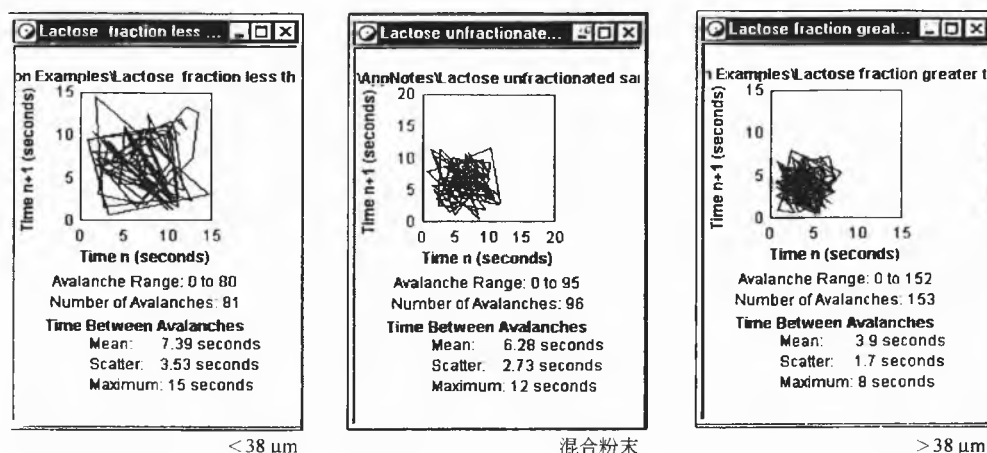 Lactose fraction less ...
on Examples\Lactose fraction less th
15
10
5
0
Time n+1 (seconds)
0 5 10 15
Time n (seconds)
Avalanche Range: 0 to 80
Number of Avalanches: 81
Time Between Avalanches
Mean: 7.39 seconds
Scatter: 3.53 seconds
Maximum: 15 seconds
<38 μm
Lactose unfractionate...
\AppNotes\Lactose unfractionated sai
20
15
10
5
0
Time n+1 (seconds)
0 5 10 15 20
Time n (seconds)
Avalanche Range: 0 to 95
Number of Avalanches: 96
Time Between Avalanches
Mean: 6.28 seconds
Scatter: 2.73 seconds
Maximum: 12 seconds
混合粉末
Lactose fraction great...
n Examples\Lactose fraction greater t
15
10
5
0
Time n+1 (seconds)
0 5 10 15
Time n (seconds)
Avalanche Range: 0 to 152
Number of Avalanches: 153
Time Between Avalanches
Mean: 3.9 seconds
Scatter: 1.7 seconds
Maximum: 8 seconds
>38 μm